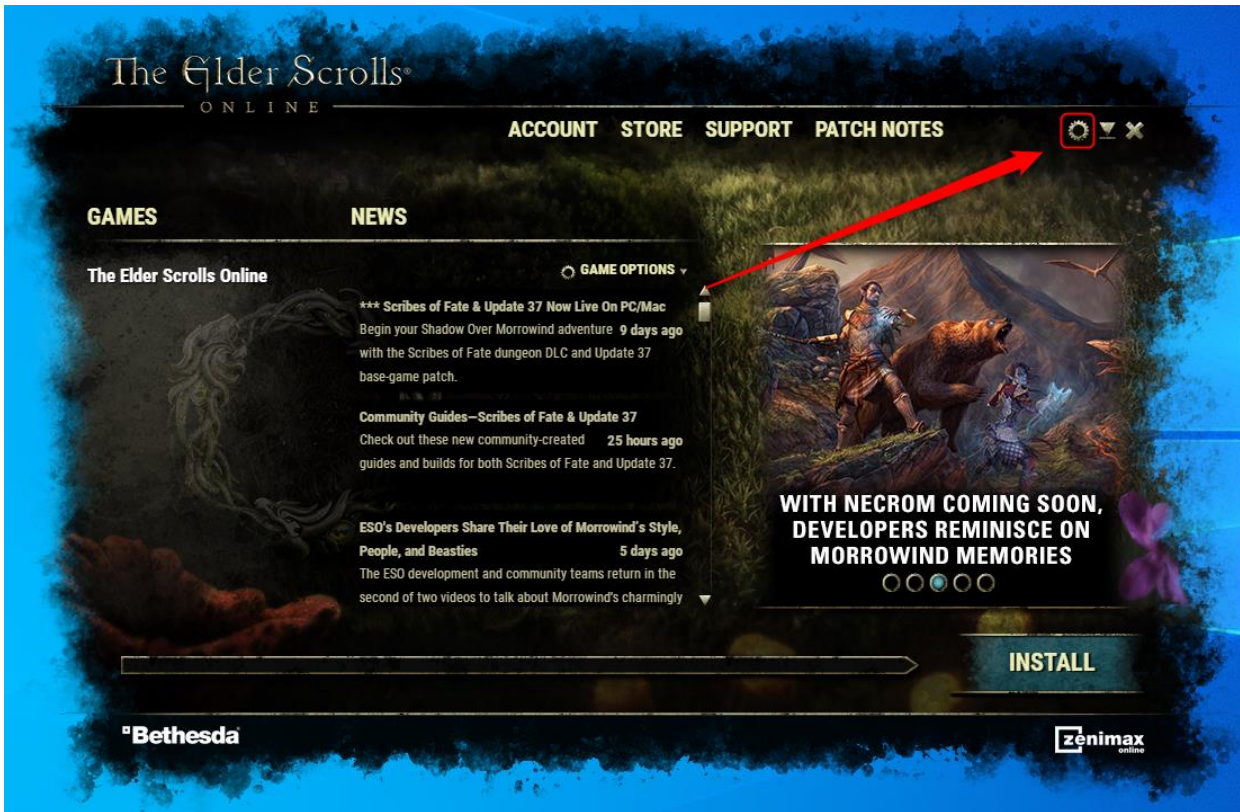 The Elder Scrolls®
ONLINE
ACCOUNT STORE SUPPORT PATCH NOTES
GAMES
NEWS
The Elder Scrolls Online
GAME OPTIONS
*** Scribes of Fate & Update 37 Now Live On PC/Mac
Begin your Shadow Over Morrowind adventure 9 days ago
with the Scribes of Fate dungeon DLC and Update 37
base-game patch.
Community Guides—Scribes of Fate & Update 37
Check out these new community-created 25 hours ago
guides and builds for both Scribes of Fate and Update 37.
ESO's Developers Share Their Love of Morrowind's Style,
People, and Beasties 5 days ago
The ESO development and community teams return in the
second of two videos to talk about Morrowind's charmingly
WITH NECROM COMING SOON,
DEVELOPERS REMINISCE ON
MORROWIND MEMORIES
INSTALL
Bethesda
zenimax
online